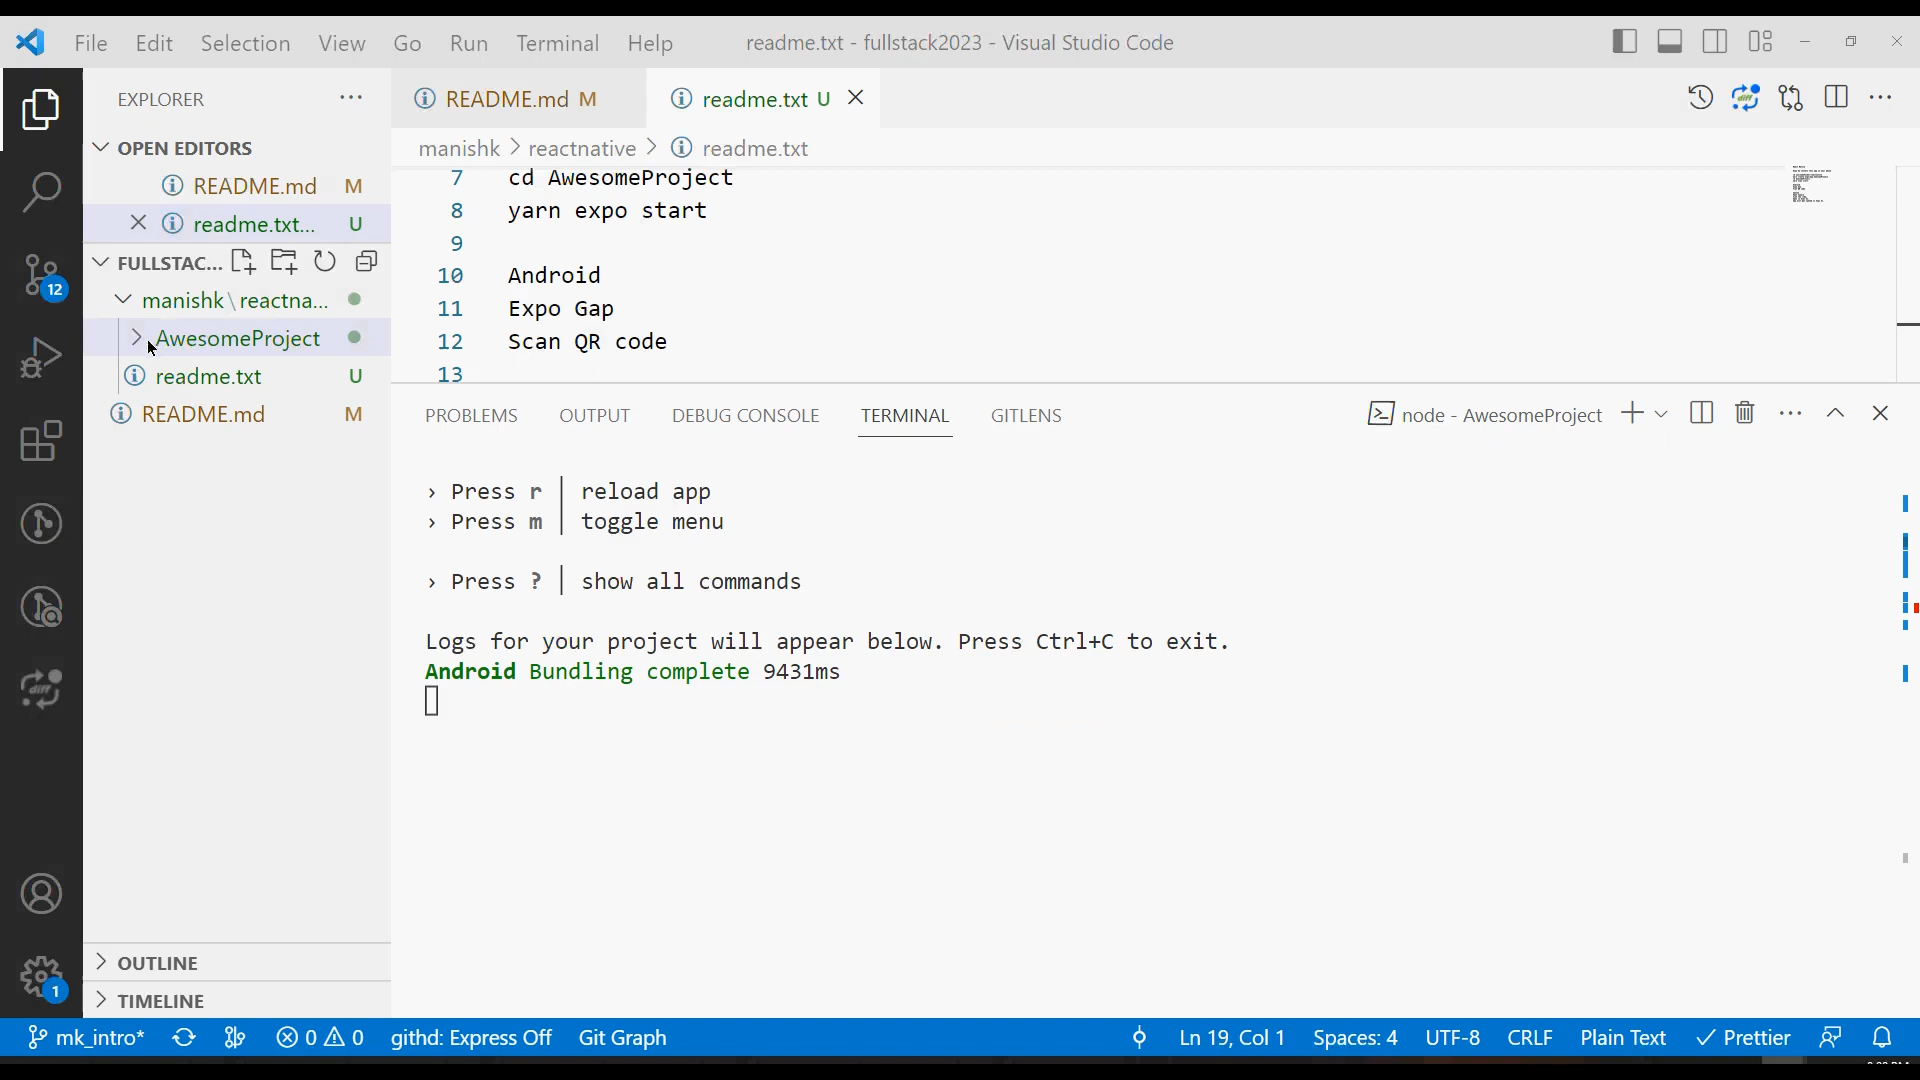 File Edit Selection View Go Run Terminal Help readme.txt - fullstack2023 - Visual Studio Code
EXPLORER
README.md M
readme.txt U
OPEN EDITORS
manishk > reactnative > readme.txt
README.md M
readme.txt... U
FULLSTAC...
manishk\reactna...
AwesomeProject
readme.txt U
README.md M
7 cd AwesomeProject
8 yarn expo start
9
10 Android
11 Expo Gap
12 Scan QR code
13
PROBLEMS OUTPUT DEBUG CONSOLE TERMINAL GITLENS node - AwesomeProject
› Press r │ reload app
› Press m │ toggle menu
› Press ? │ show all commands
Logs for your project will appear below. Press Ctrl+C to exit.
Android Bundling complete 9431ms
12
1
OUTLINE
TIMELINE
mk_intro* 0 0 githd: Express Off Git Graph Ln 19, Col 1 Spaces: 4 UTF-8 CRLF Plain Text Prettier